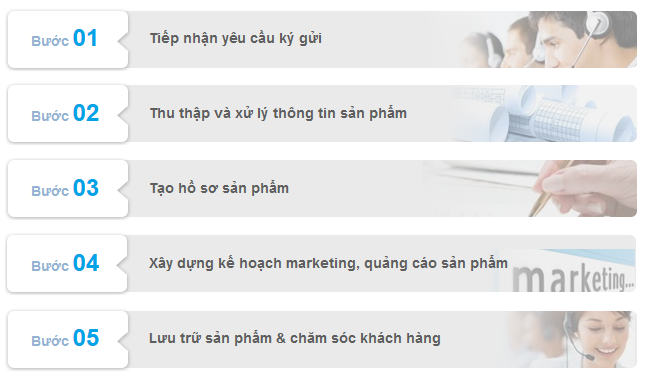 Bước 01 Tiếp nhận yêu cầu ký gửi
Bước 02 Thu thập và xử lý thông tin sản phẩm
Bước 03 Tạo hồ sơ sản phẩm
Bước 04 Xây dựng kế hoạch marketing, quảng cáo sản phẩm
marketing...
Bước 05 Lưu trữ sản phẩm & chăm sóc khách hàng